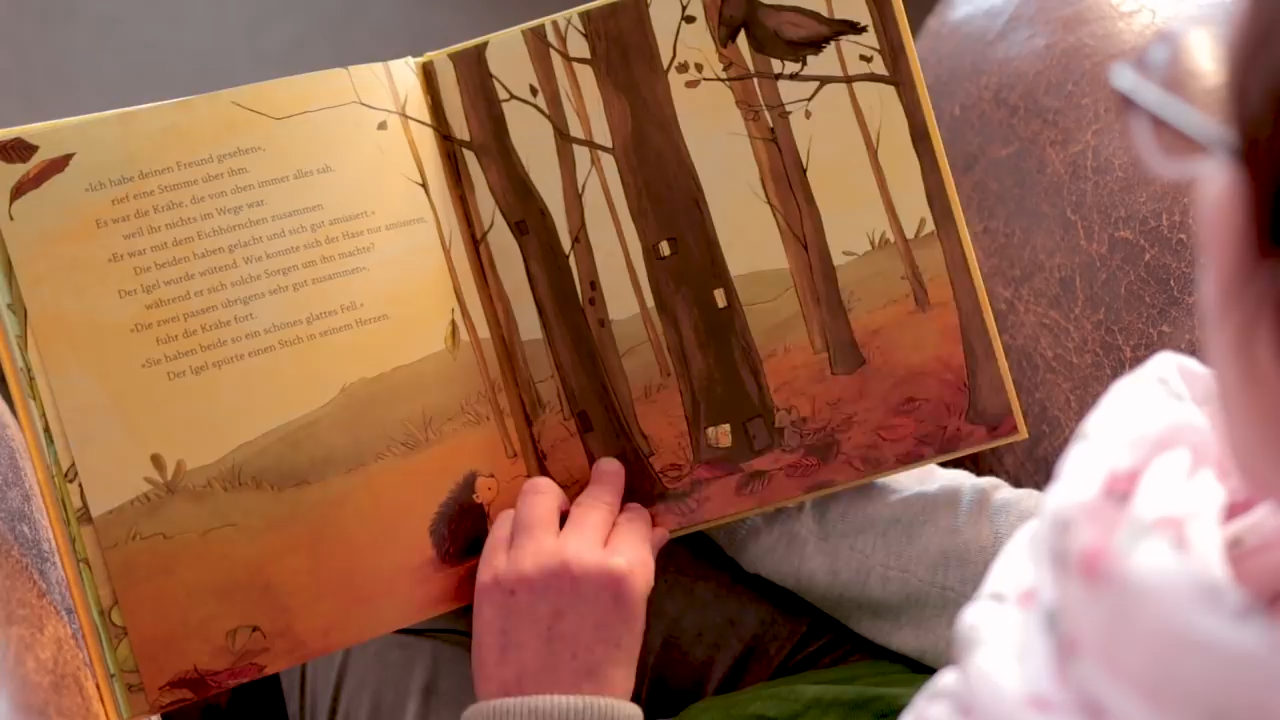 »Ich habe deinen Freund gesehen«,
rief eine Stimme über ihm.
Es war die Krähe, die von oben immer alles sah,
weil ihr nichts im Wege war.
»Er war mit dem Eichhörnchen zusammen.
Die beiden haben gelacht und sich gut amüsiert.«
Der Igel wurde wütend. Wie konnte sich der Hase nur amüsieren,
während er sich solche Sorgen um ihn machte?
»Die zwei passen übrigens sehr gut zusammen«,
fuhr die Krähe fort.
»Sie haben beide so ein schönes glattes Fell.«
Der Igel spürte einen Stich in seinem Herzen.